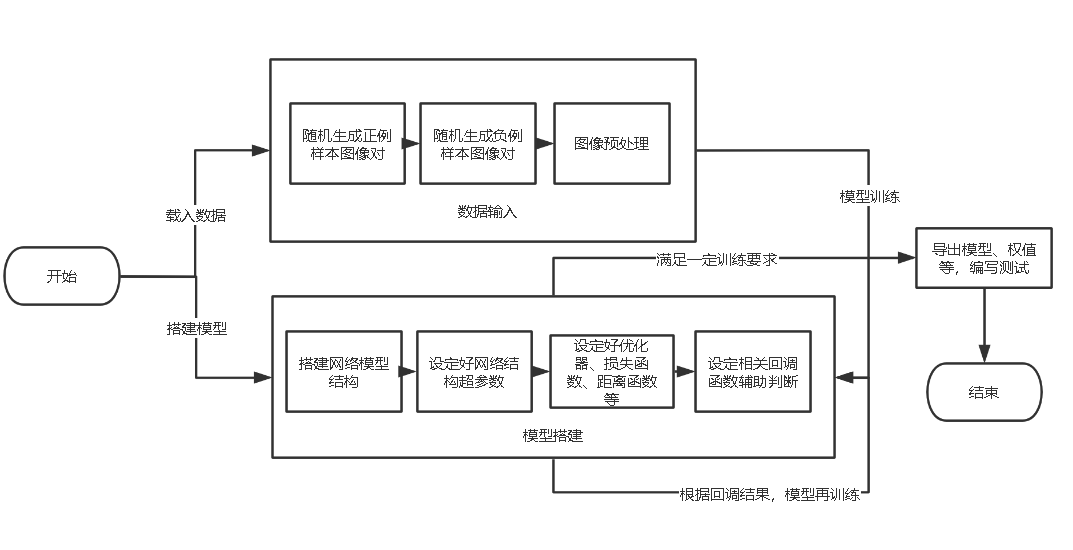 随机生成正例
样本图像对
随机生成负例
样本图像对
图像预处理
数据输入
载入数据
模型训练
开始
满足一定训练要求
导出模型、权值
等，编写测试
搭建模型
搭建网络模型
结构
设定好网络结
构超参数
设定好优化
器、损失函
数、距离函数
等
设定相关回调
函数辅助判断
结束
模型搭建
根据回调结果，模型再训练